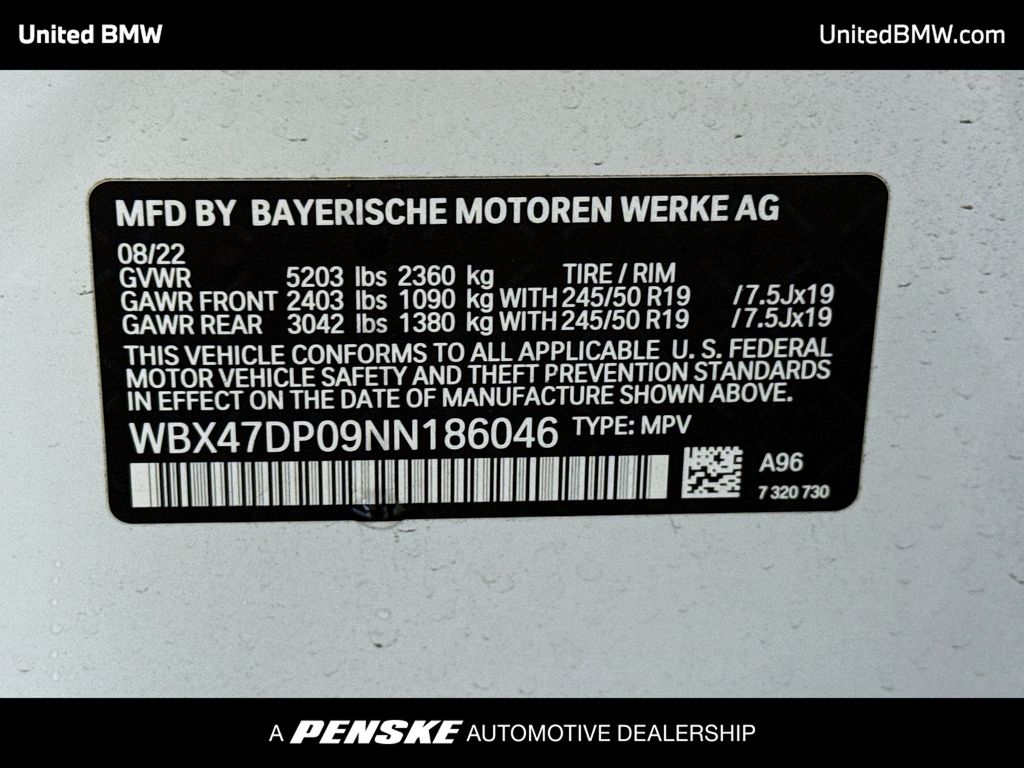 United BMW
UnitedBMW.com
MFD BY BAYERISCHE MOTOREN WERKE AG
08/22
GVWR 5203 lbs 2360 kg TIRE / RIM
GAWR FRONT 2403 lbs 1090 kg WITH 245/50 R19 /7.5Jx19
GAWR REAR 3042 lbs 1380 kg WITH 245/50 R19 /7.5Jx19
THIS VEHICLE CONFORMS TO ALL APPLICABLE U. S. FEDERAL
MOTOR VEHICLE SAFETY AND THEFT PREVENTION STANDARDS
IN EFFECT ON THE DATE OF MANUFACTURE SHOWN ABOVE.
WBX47DP09NN186046 TYPE: MPV
A96
7 320 730
A PENSKE AUTOMOTIVE DEALERSHIP